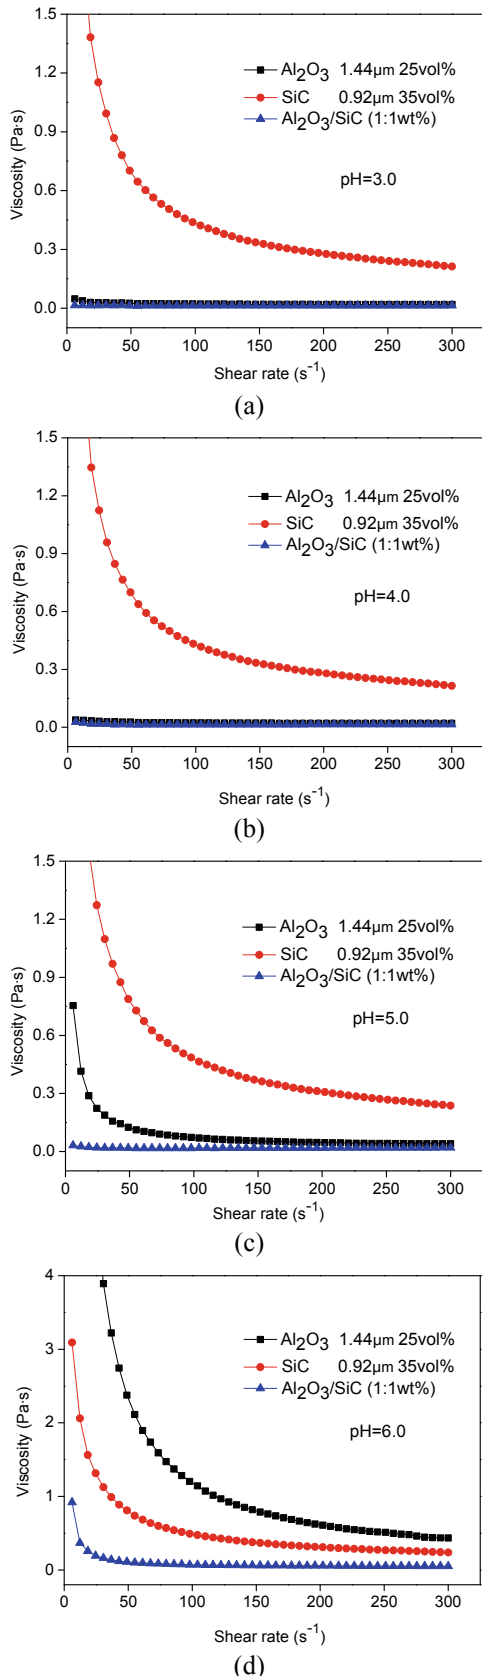 1.5
1.2
0.9
0.6
0.3
0.0
Viscosity (Pa·s)
Al₂O₃ 1.44µm 25vol%
SiC 0.92µm 35vol%
Al₂O₃/SiC (1:1wt%)
pH=3.0
0 50 100 150 200 250 300
Shear rate (s⁻¹)
(a)
1.5
1.2
0.9
0.6
0.3
0.0
Viscosity (Pa·s)
Al₂O₃ 1.44µm 25vol%
SiC 0.92µm 35vol%
Al₂O₃/SiC (1:1wt%)
pH=4.0
0 50 100 150 200 250 300
Shear rate (s⁻¹)
(b)
1.5
1.2
0.9
0.6
0.3
0.0
Viscosity (Pa·s)
Al₂O₃ 1.44µm 25vol%
SiC 0.92µm 35vol%
Al₂O₃/SiC (1:1wt%)
pH=5.0
0 50 100 150 200 250 300
Shear rate (s⁻¹)
(c)
4
3
2
1
0
Viscosity (Pa·s)
Al₂O₃ 1.44µm 25vol%
SiC 0.92µm 35vol%
Al₂O₃/SiC (1:1wt%)
pH=6.0
0 50 100 150 200 250 300
Shear rate (s⁻¹)
(d)